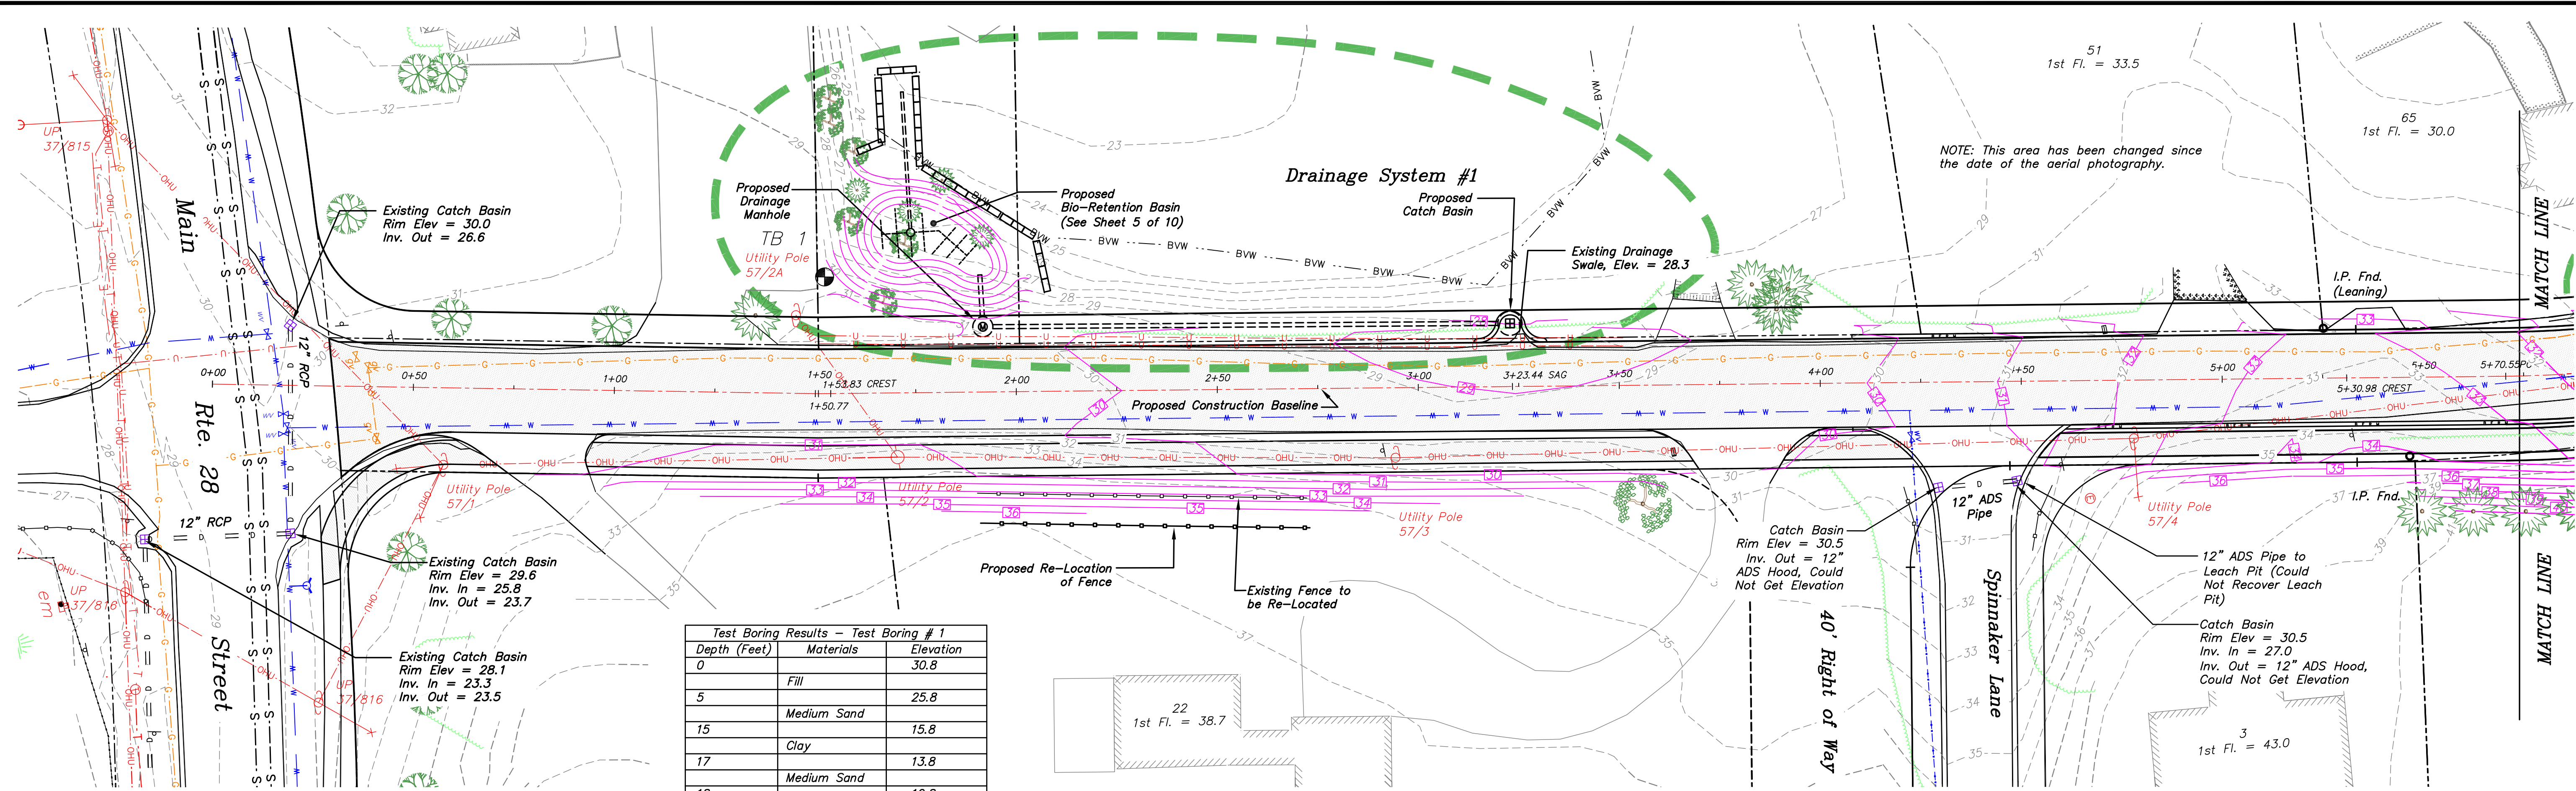 51
1st Fl. = 33.5
65
1st Fl. = 30.0
NOTE: This area has been changed since
the date of the aerial photography.
MATCH LINE
MATCH LINE
UP
37/815
Main
Rte. 28
Street
Existing Catch Basin
Rim Elev = 30.0
Inv. Out = 26.6
12" RCP
Proposed
Drainage
Manhole
TB 1
Utility Pole
57/2A
Proposed
Bio-Retention Basin
(See Sheet 5 of 10)
Drainage System #1
Proposed
Catch Basin
Existing Drainage
Swale, Elev. = 28.3
I.P. Fnd.
(Leaning)
0+00
0+50
1+00
1+50
1+53.83 CREST
1+50.77
2+00
2+50
3+00
3+23.44 SAG
3+50
4+00
4+50
5+00
5+30.98 CREST
5+50
Proposed Construction Baseline
Utility Pole
57/1
Utility Pole
57/2
Utility Pole
57/3
Utility Pole
57/4
12" RCP
Existing Catch Basin
Rim Elev = 29.6
Inv. In = 25.8
Inv. Out = 23.7
Existing Catch Basin
Rim Elev = 28.1
Inv. In = 23.3
Inv. Out = 23.5
UP
37/816
UP
37/816
em
Proposed Re-Location
of Fence
Existing Fence to
be Re-Located
Catch Basin
Rim Elev = 30.5
Inv. Out = 12"
ADS Hood, Could
Not Get Elevation
12" ADS
Pipe
40' Right of Way
Spinnaker Lane
I.P. Fnd.
12" ADS Pipe to
Leach Pit (Could
Not Recover Leach
Pit)
Catch Basin
Rim Elev = 30.5
Inv. In = 27.0
Inv. Out = 12" ADS Hood,
Could Not Get Elevation
Test Boring Results - Test Boring # 1
Depth (Feet) Materials Elevation
0 30.8
Fill
5 25.8
Medium Sand
15 15.8
Clay
17 13.8
Medium Sand
22
1st Fl. = 38.7
3
1st Fl. = 43.0